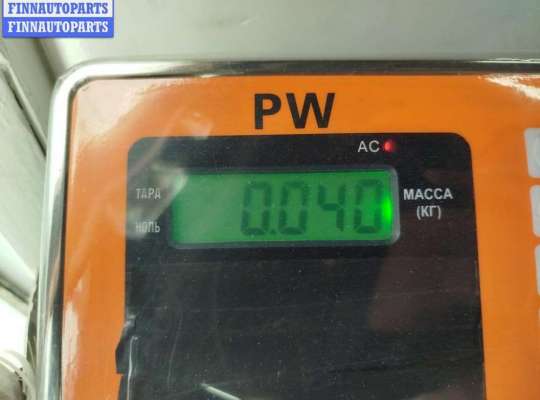 FINNAUTOPARTS
FINNAUTOPARTS
PW
AC
ТАРА
0.040
МАССА
(КГ)
НОЛЬ